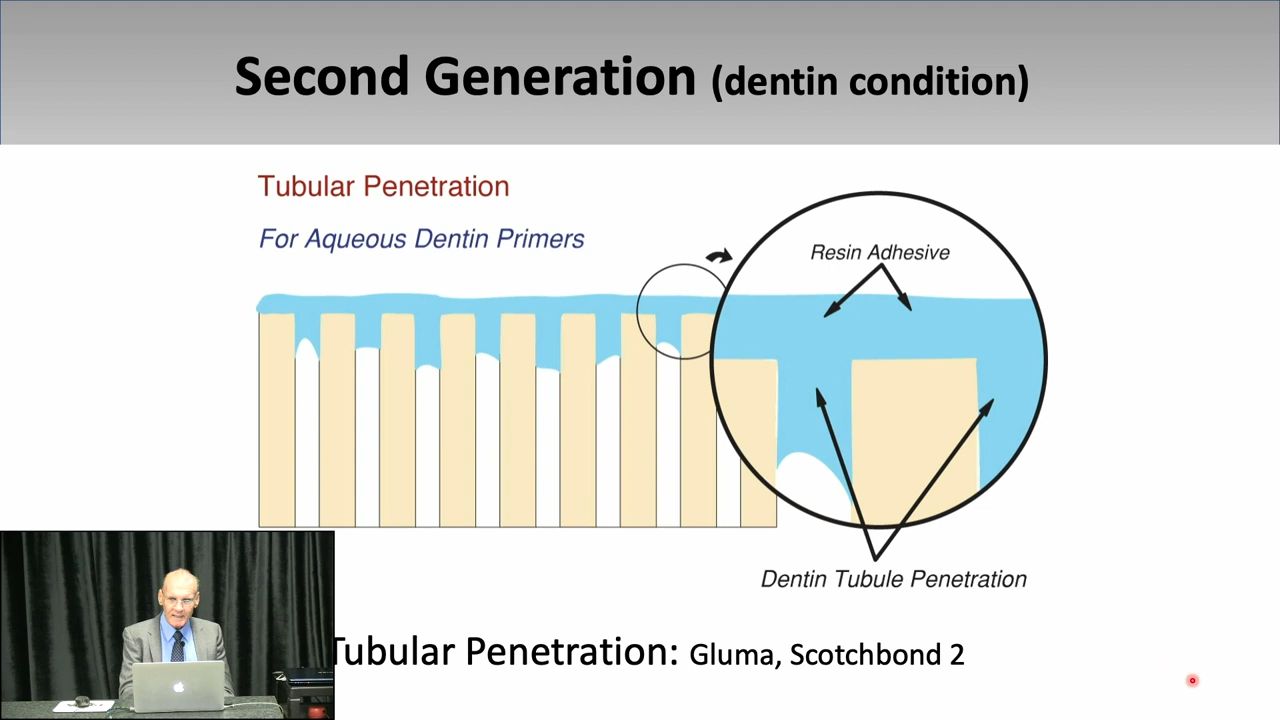 Second Generation (dentin condition)
Tubular Penetration
For Aqueous Dentin Primers
Resin Adhesive
Dentin Tubule Penetration
Tubular Penetration: Gluma, Scotchbond 2